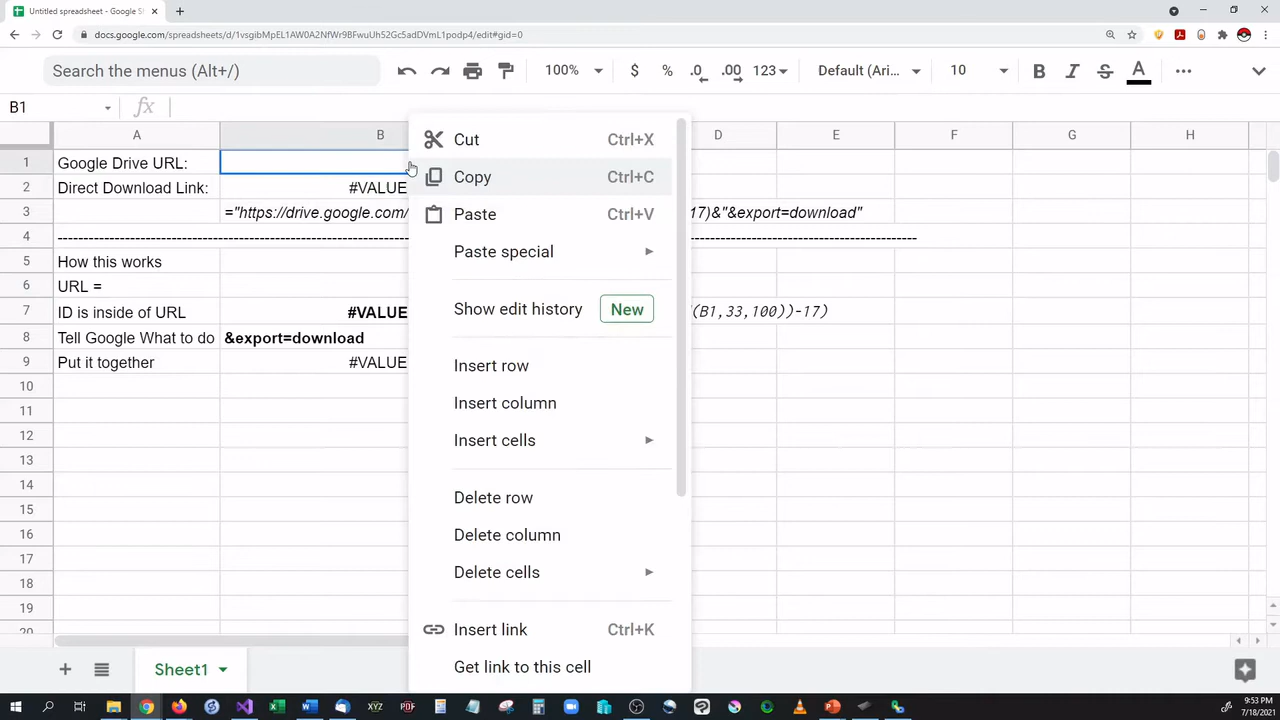 Untitled spreadsheet - Google S
docs.google.com/spreadsheets/d/1vsgibMpEL1AW0A2NfWr9BFwuUh52Gc5adDVmL1podp4/edit#gid=0
Search the menus (Alt+/)
100%
$
%
.0
.00
123
Default (Ari...
10
B
I
S
A
B1
fx
A
B
D
E
F
G
H
1 Google Drive URL:
2 Direct Download Link: #VALUE
3 ="https://drive.google.com/ 17)&"&export=download"
4 ----------
5 How this works
6 URL =
7 ID is inside of URL #VALUE (B1,33,100))-17)
8 Tell Google What to do &export=download
9 Put it together #VALUE
10
11
12
13
14
15
16
17
18
19
20
Cut Ctrl+X
Copy Ctrl+C
Paste Ctrl+V
Paste special
Show edit history New
Insert row
Insert column
Insert cells
Delete row
Delete column
Delete cells
Insert link Ctrl+K
Get link to this cell
Sheet1
9:53 PM
7/18/2021